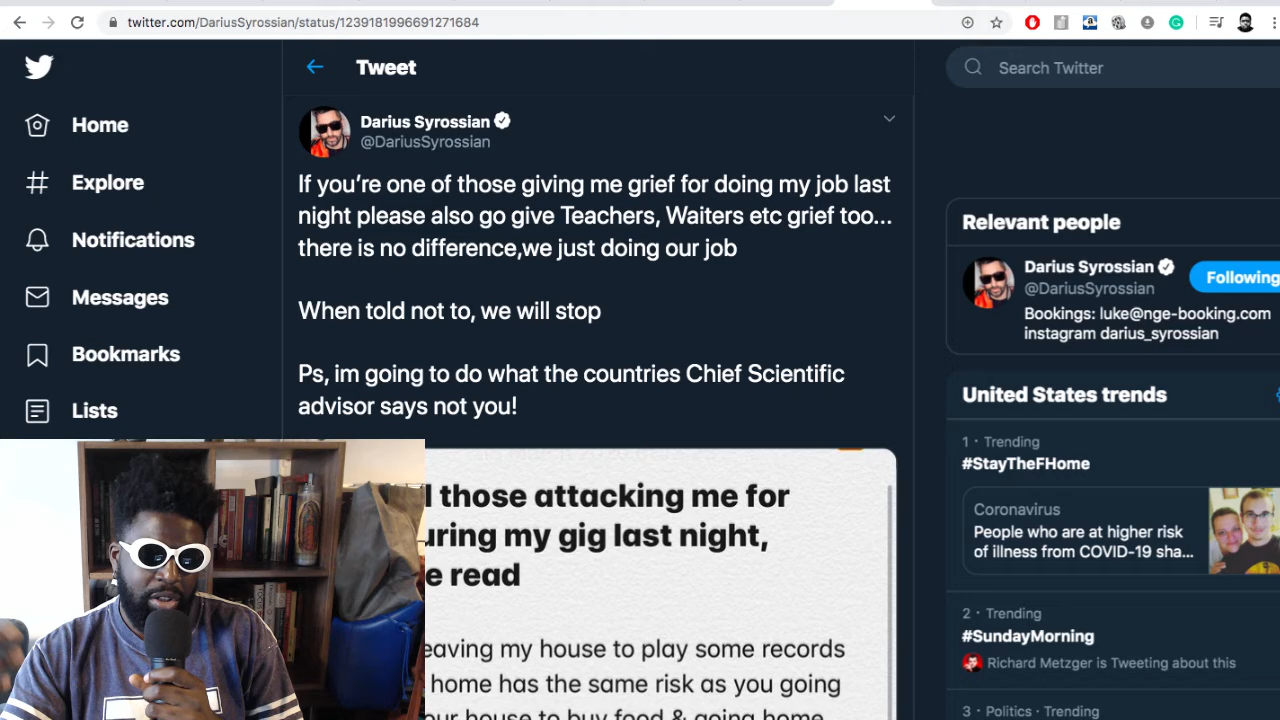 twitter.com/DariusSyrossian/status/1239181996691271684
Tweet
Search Twitter
Home
Explore
Notifications
Messages
Bookmarks
Lists
Darius Syrossian
@DariusSyrossian
If you're one of those giving me grief for doing my job last
night please also go give Teachers, Waiters etc grief too...
there is no difference,we just doing our job
When told not to, we will stop
Ps, im going to do what the countries Chief Scientific
advisor says not you!
those attacking me for
uring my gig last night,
e read
eaving my house to play some records
home has the same risk as you going
our house to buy food & going home
Relevant people
Darius Syrossian
@DariusSyrossian
Following
Bookings: luke@nge-booking.com
instagram darius_syrossian
United States trends
1 · Trending
#StayTheFHome
Coronavirus
People who are at higher risk
of illness from COVID-19 sha...
2 · Trending
#SundayMorning
Richard Metzger is Tweeting about this
3 · Politics · Trending